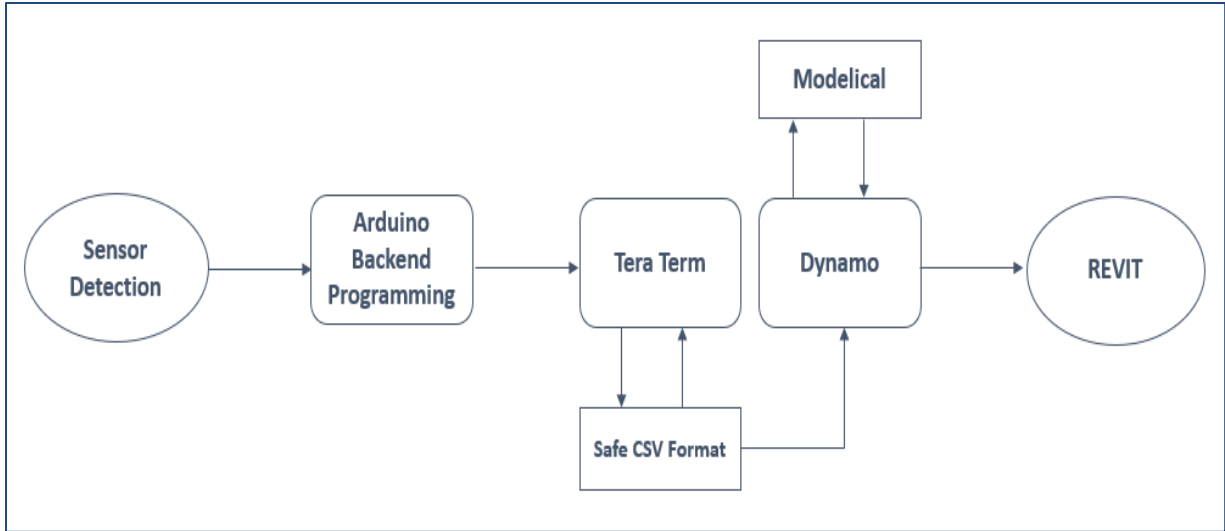 Modelical
Sensor
Detection
Arduino
Backend
Programming
Tera Term
Dynamo
REVIT
Safe CSV Format